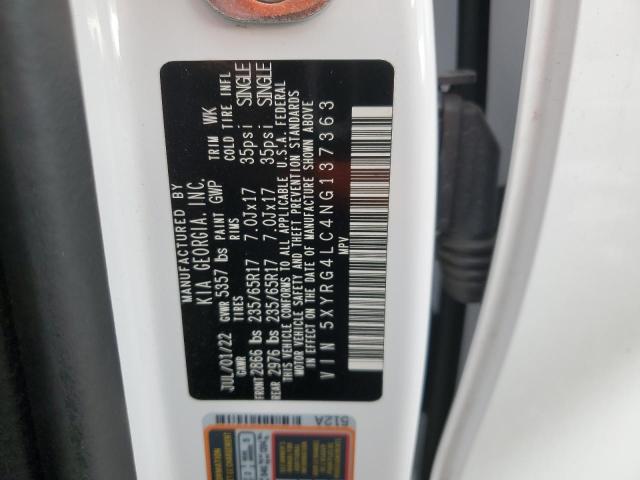 MANUFACTURED BY
KIA GEORGIA, INC.
JUL/01/22 GVWR 5357 lbs PAINT GWP TRIM WK
GAWR TIRES RIMS COLD TIRE INFL
FRONT 2866 lbs 235/65R17 7.0Jx17 35psi SINGLE
REAR 2976 lbs 235/65R17 7.0Jx17 35psi SINGLE
THIS VEHICLE CONFORMS TO ALL APPLICABLE U.S.A. FEDERAL
MOTOR VEHICLE SAFETY AND THEFT PREVENTION STANDARDS
IN EFFECT ON THE DATE OF MANUFACTURE SHOWN ABOVE
VIN 5XYRG4LC4NG137363
MPV
512A